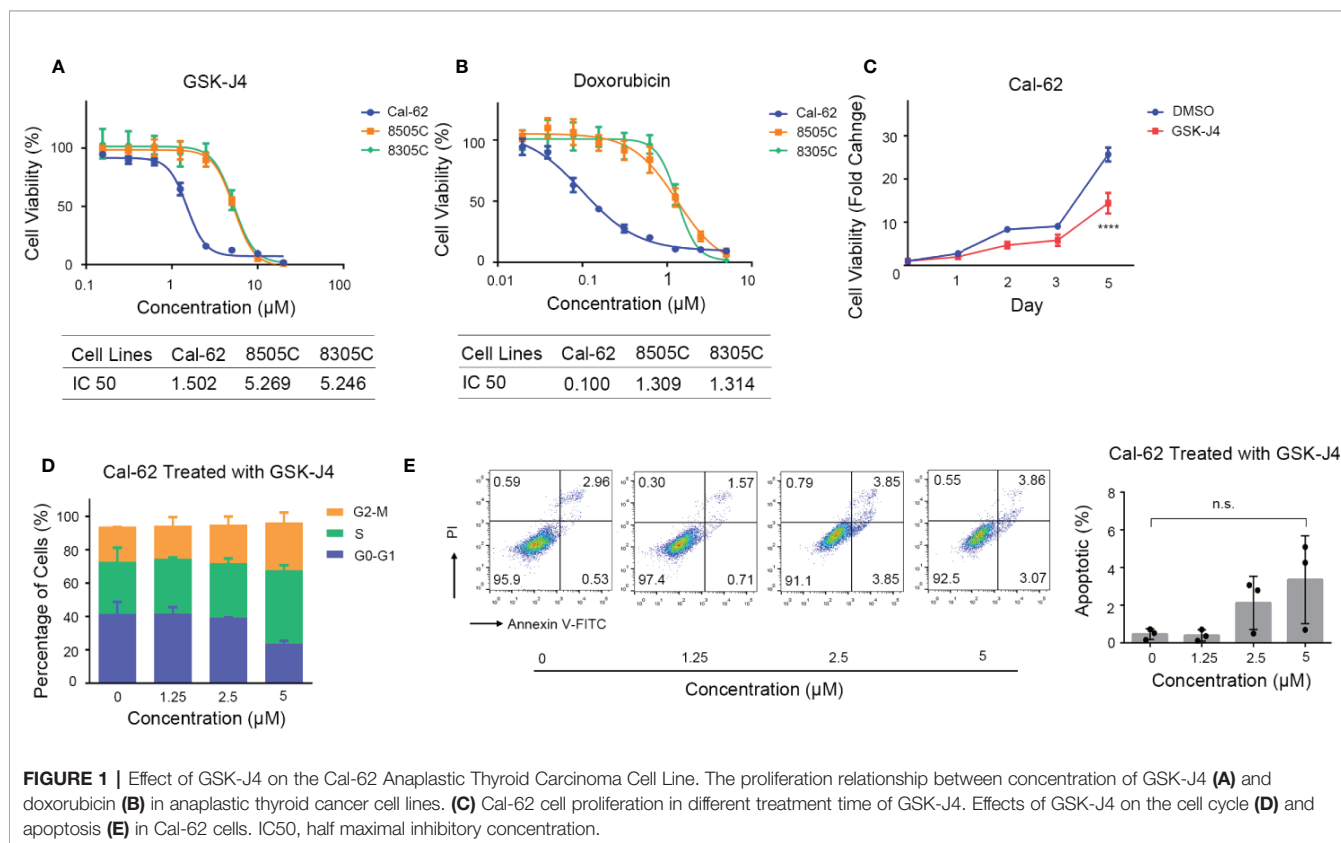 A
GSK-J4
Cell Viability (%)
100
50
0
0.1
1
10
100
Concentration (µM)
Cal-62
8505C
8305C
Cell Lines Cal-62 8505C 8305C
IC 50 1.502 5.269 5.246
B
Doxorubicin
Cell Viability (%)
100
50
0
0.01
0.1
1
10
Concentration (µM)
Cal-62
8505C
8305C
Cell Lines Cal-62 8505C 8305C
IC 50 0.100 1.309 1.314
C
Cal-62
Cell Viability (Fold Cahnge)
30
20
10
0
0 1 2 3 5
Day
DMSO
GSK-J4
****
D
Cal-62 Treated with GSK-J4
Percentage of Cells (%)
100
80
60
40
20
0
0 1.25 2.5 5
Concentration (µM)
G2-M
S
G0-G1
E
PI
Annexin V-FITC
0.59 2.96
95.9 0.53
0.30 1.57
97.4 0.71
0.79 3.85
91.1 3.85
0.55 3.86
92.5 3.07
0 1.25 2.5 5
Concentration (µM)
Cal-62 Treated with GSK-J4
Apoptotic (%)
8
6
4
2
0
n.s.
0 1.25 2.5 5
Concentration (µM)
FIGURE 1 | Effect of GSK-J4 on the Cal-62 Anaplastic Thyroid Carcinoma Cell Line. The proliferation relationship between concentration of GSK-J4 (A) and
doxorubicin (B) in anaplastic thyroid cancer cell lines. (C) Cal-62 cell proliferation in different treatment time of GSK-J4. Effects of GSK-J4 on the cell cycle (D) and
apoptosis (E) in Cal-62 cells. IC50, half maximal inhibitory concentration.